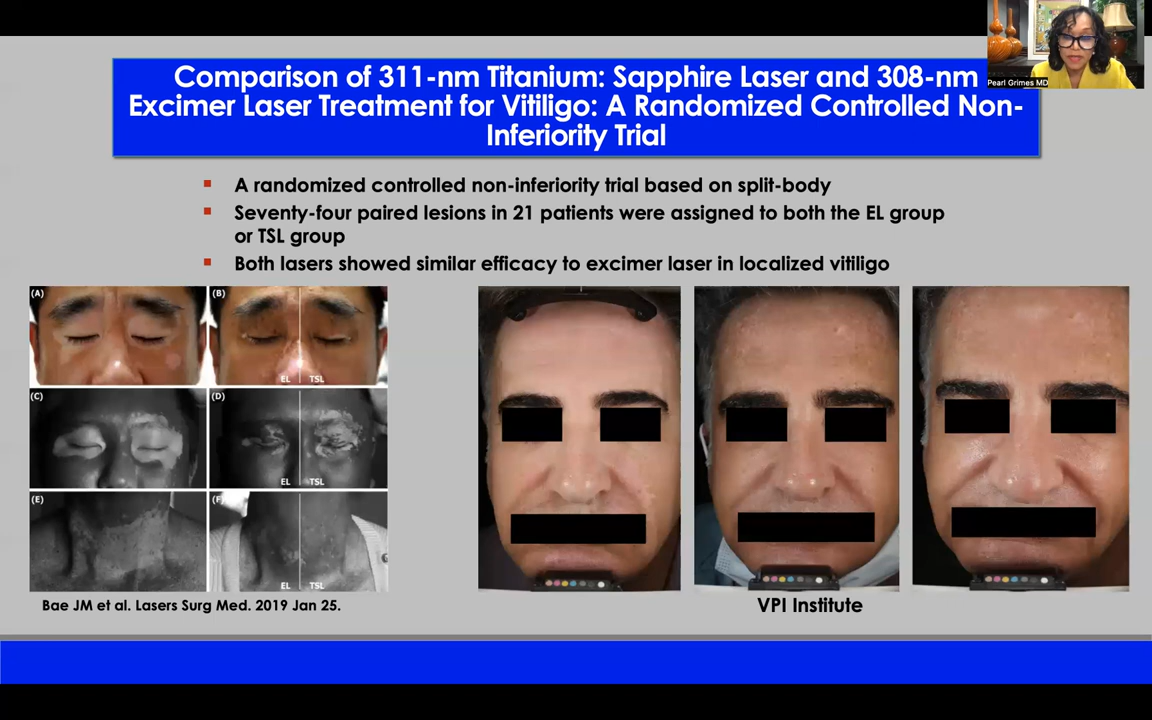 Comparison of 311-nm Titanium: Sapphire Laser and 308-nm
Excimer Laser Treatment for Vitiligo: A Randomized Controlled Non-
Inferiority Trial
Pearl Grimes MD
A randomized controlled non-inferiority trial based on split-body
Seventy-four paired lesions in 21 patients were assigned to both the EL group
or TSL group
Both lasers showed similar efficacy to excimer laser in localized vitiligo
(A)
(B)
EL TSL
(C)
(D)
EL TSL
(E)
(F)
EL TSL
Bae JM et al. Lasers Surg Med. 2019 Jan 25.
VPI Institute